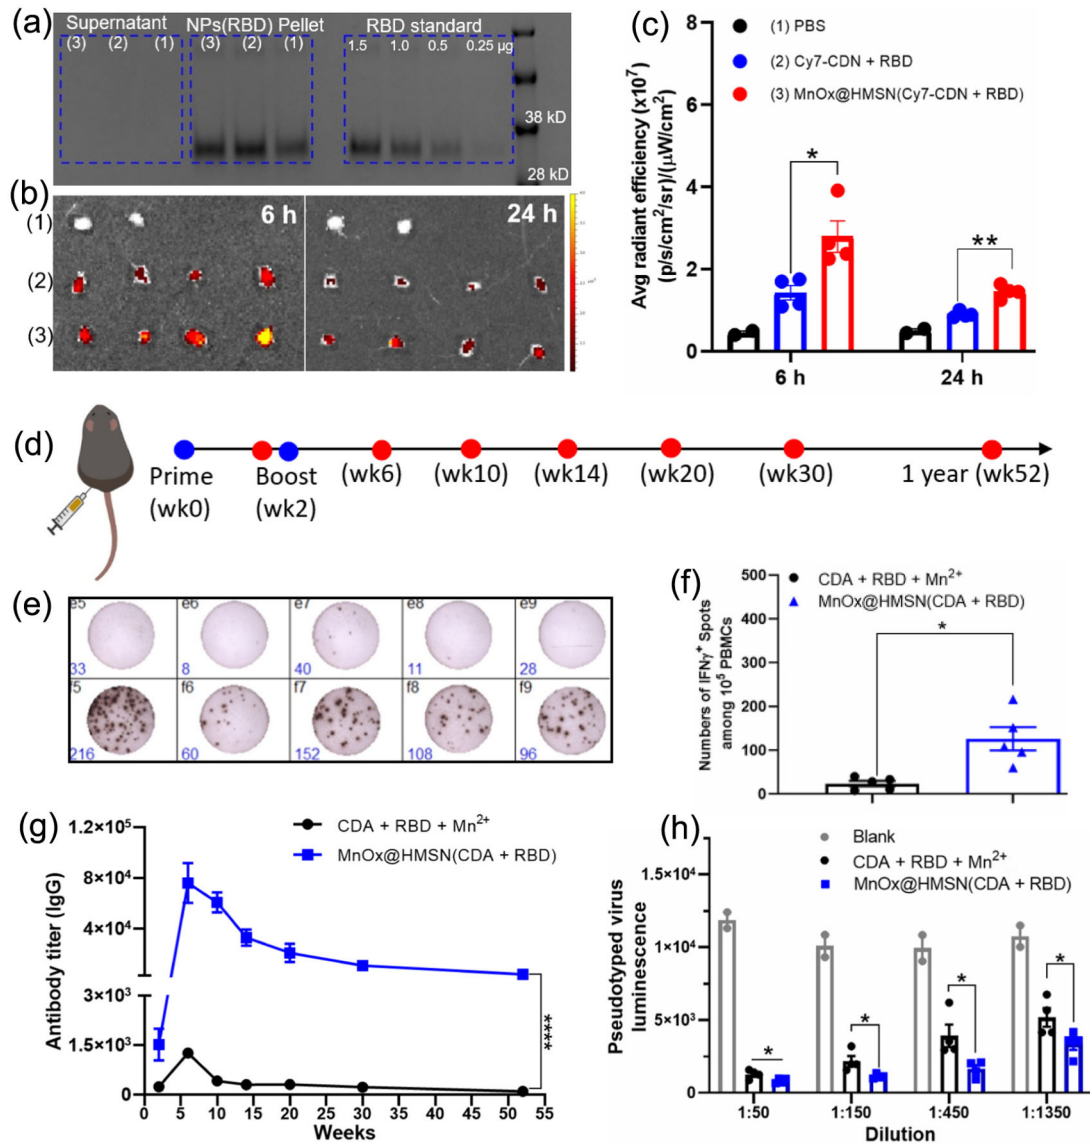 (a)
Supernatant NPs(RBD) Pellet RBD standard
(3) (2) (1) (3) (2) (1) 1.5 1.0 0.5 0.25 µg
38 kD
28 kD
(b)
6 h 24 h
(1)
(2)
(3)
(c)
(1) PBS
(2) Cy7-CDN + RBD
(3) MnOx@HMSN(Cy7-CDN + RBD)
Avg radiant efficiency (x10⁷)
(p/s/cm²/sr)/(µW/cm²)
8
6
4
2
0
*
**
6 h 24 h
(d)
Prime
(wk0)
Boost
(wk2)
(wk6) (wk10) (wk14) (wk20) (wk30) 1 year (wk52)
(e)
e5 e6 e7 e8 e9
33 8 40 11 28
f5 f6 f7 f8 f9
216 60 152 108 96
(f)
CDA + RBD + Mn²⁺
MnOx@HMSN(CDA + RBD)
Numbers of IFNγ⁺ Spots
among 10⁵ PBMCs
500
400
300
200
100
0
*
(g)
CDA + RBD + Mn²⁺
MnOx@HMSN(CDA + RBD)
Antibody titer (IgG)
1.2×10⁵
8×10⁴
4×10⁴
3×10³
1.5×10³
0
****
0 5 10 15 20 25 30 35 40 45 50 55
Weeks
(h)
Blank
CDA + RBD + Mn²⁺
MnOx@HMSN(CDA + RBD)
Pseudotyped virus
luminescence
1.5×10⁴
1×10⁴
5×10³
0
*
*
*
*
1:50 1:150 1:450 1:1350
Dilution